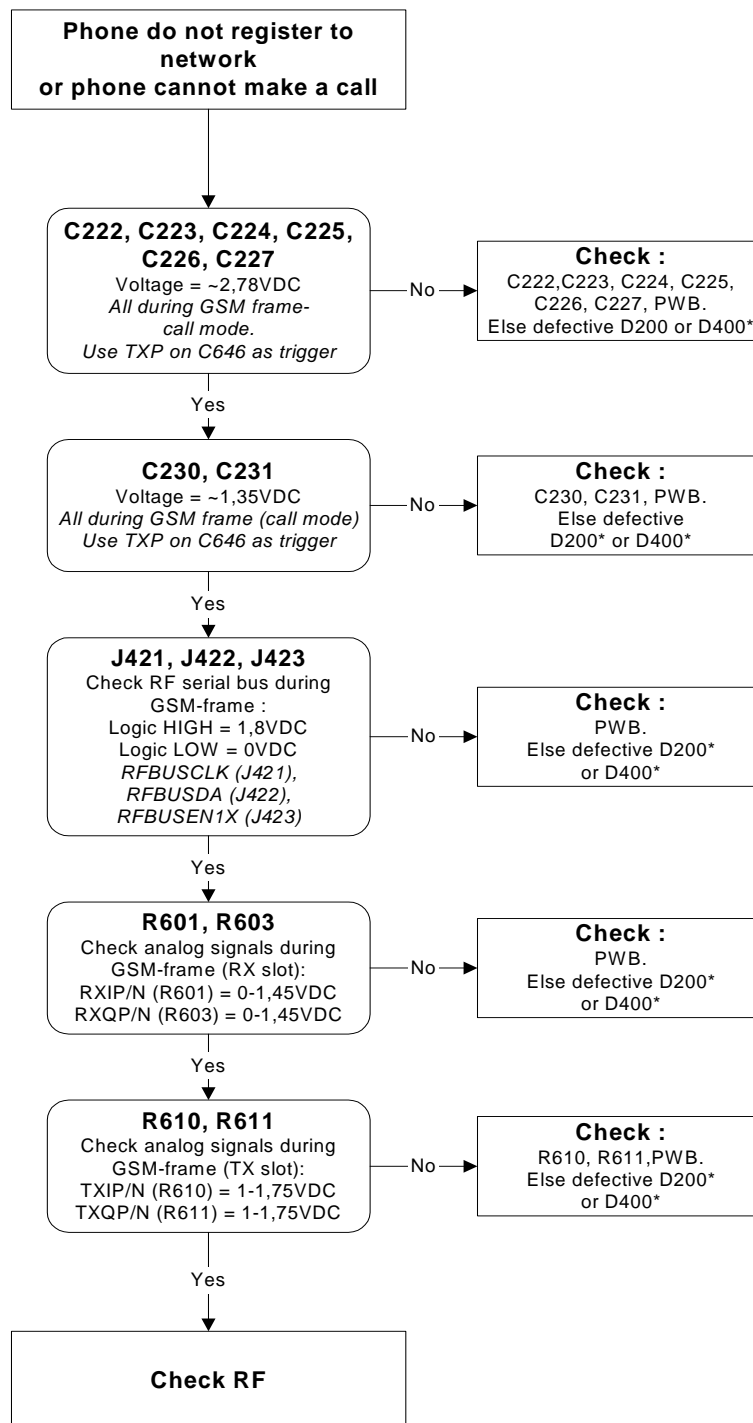 Phone do not register to
network
or phone cannot make a call
C222, C223, C224, C225,
C226, C227
Voltage = ~2,78VDC
All during GSM frame-
call mode.
Use TXP on C646 as trigger
No
Check :
C222,C223, C224, C225,
C226, C227, PWB.
Else defective D200 or D400*
Yes
C230, C231
Voltage = ~1,35VDC
All during GSM frame (call mode)
Use TXP on C646 as trigger
No
Check :
C230, C231, PWB.
Else defective
D200* or D400*
Yes
J421, J422, J423
Check RF serial bus during
GSM-frame :
Logic HIGH = 1,8VDC
Logic LOW = 0VDC
RFBUSCLK (J421),
RFBUSDA (J422),
RFBUSEN1X (J423)
No
Check :
PWB.
Else defective D200*
or D400*
Yes
R601, R603
Check analog signals during
GSM-frame (RX slot):
RXIP/N (R601) = 0-1,45VDC
RXQP/N (R603) = 0-1,45VDC
No
Check :
PWB.
Else defective D200*
or D400*
Yes
R610, R611
Check analog signals during
GSM-frame (TX slot):
TXIP/N (R610) = 1-1,75VDC
TXQP/N (R611) = 1-1,75VDC
No
Check :
R610, R611,PWB.
Else defective D200*
or D400*
Yes
Check RF